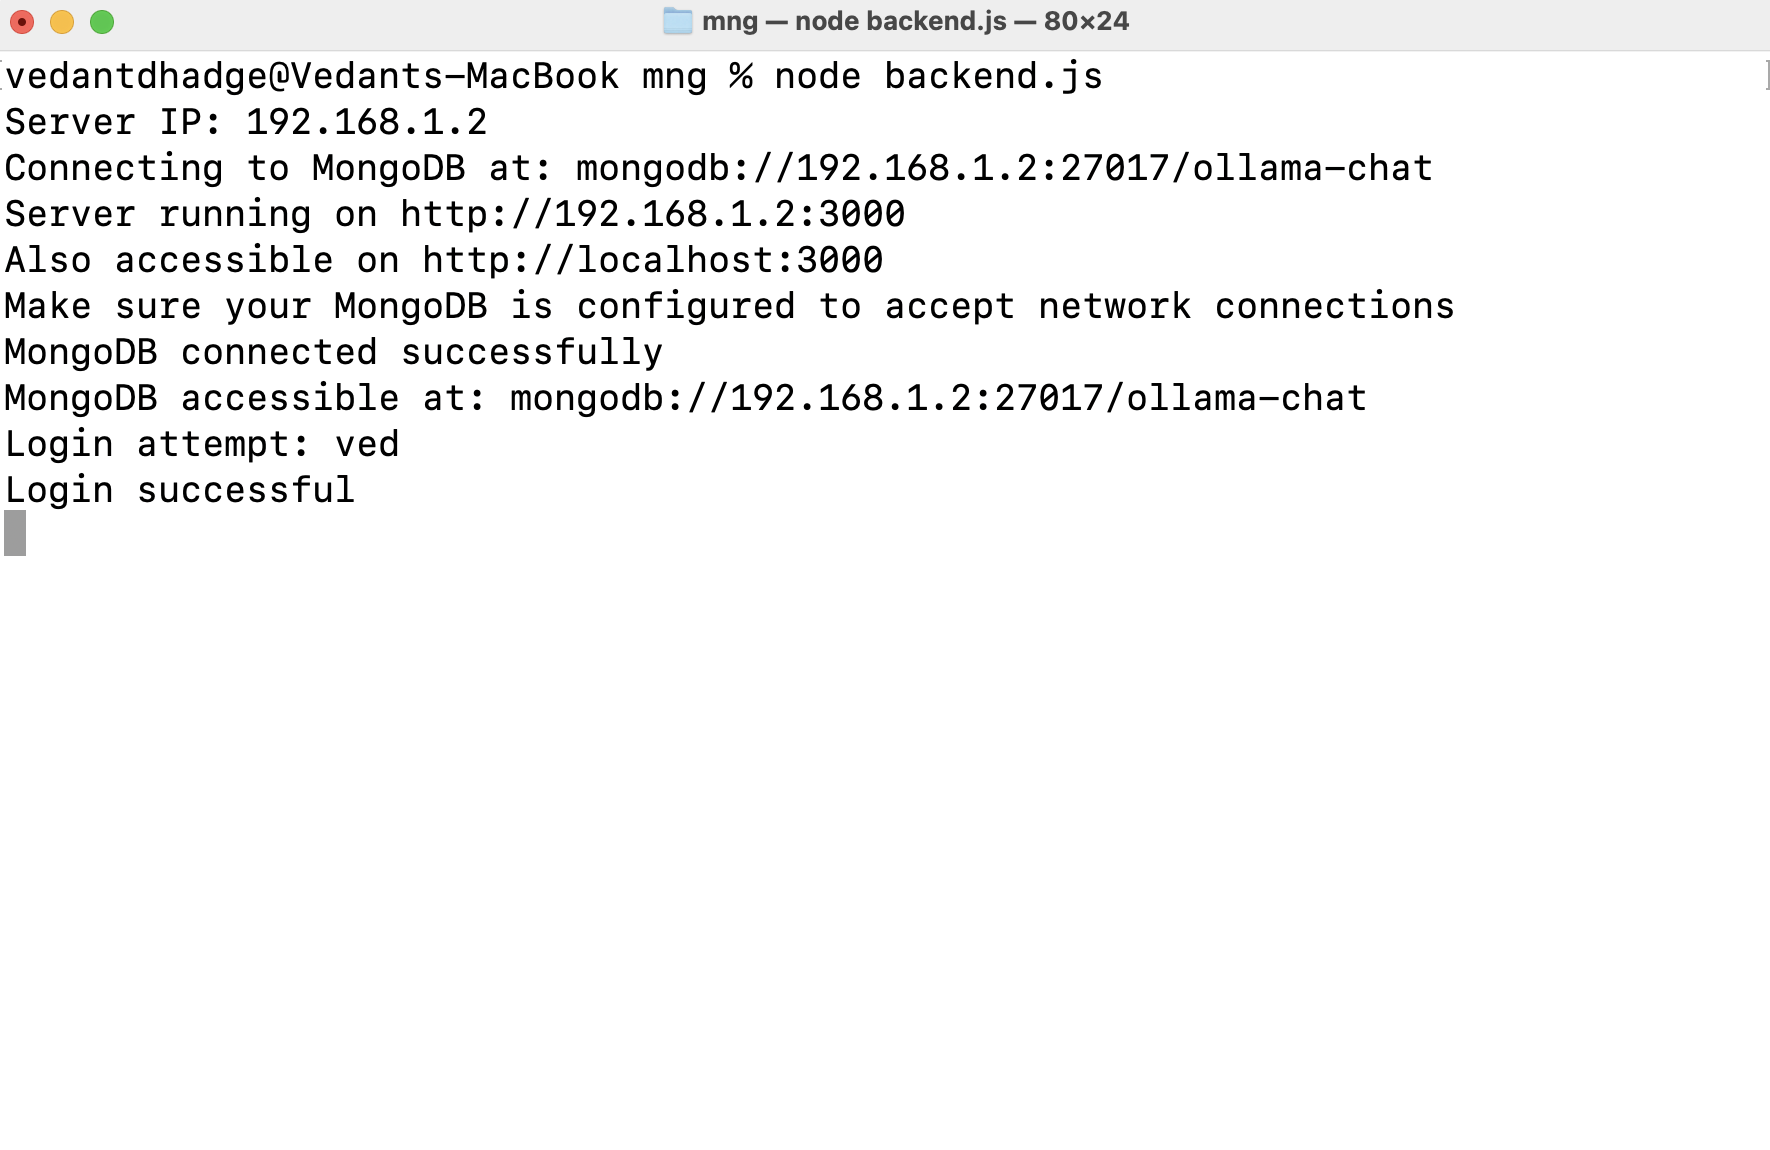 mng — node backend.js — 80×24
vedantdhadge@Vedants-MacBook mng % node backend.js
Server IP: 192.168.1.2
Connecting to MongoDB at: mongodb://192.168.1.2:27017/ollama-chat
Server running on http://192.168.1.2:3000
Also accessible on http://localhost:3000
Make sure your MongoDB is configured to accept network connections
MongoDB connected successfully
MongoDB accessible at: mongodb://192.168.1.2:27017/ollama-chat
Login attempt: ved
Login successful